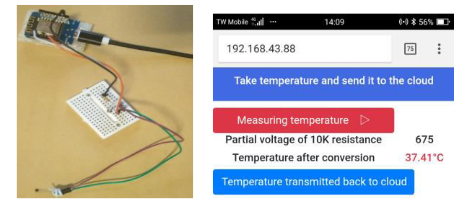 TW Mobile 14:09 56%
192.168.43.88 75
Take temperature and send it to the cloud
Measuring temperature
Partial voltage of 10K resistance 675
Temperature after conversion 37.41°C
Temperature transmitted back to cloud